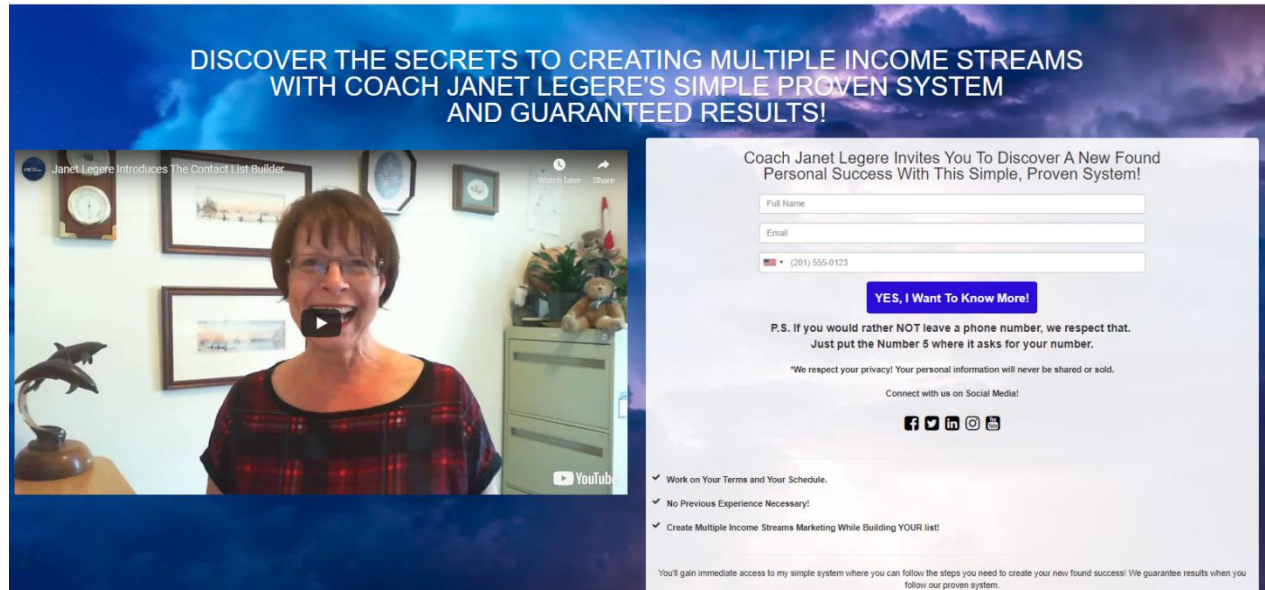 DISCOVER THE SECRETS TO CREATING MULTIPLE INCOME STREAMS
WITH COACH JANET LEGERE'S SIMPLE PROVEN SYSTEM
AND GUARANTEED RESULTS!
Janet Legere Introduces The Contact List Builder
Watch later
Share
YouTube
Coach Janet Legere Invites You To Discover A New Found
Personal Success With This Simple, Proven System!
Full Name
Email
(201) 555-0123
YES, I Want To Know More!
P.S. If you would rather NOT leave a phone number, we respect that.
Just put the Number 5 where it asks for your number.
*We respect your privacy! Your personal information will never be shared or sold.
Connect with us on Social Media!
Work on Your Terms and Your Schedule.
No Previous Experience Necessary!
Create Multiple Income Streams Marketing While Building YOUR list!
You'll gain immediate access to my simple system where you can follow the steps you need to create your new found success! We guarantee results when you
follow our proven system.